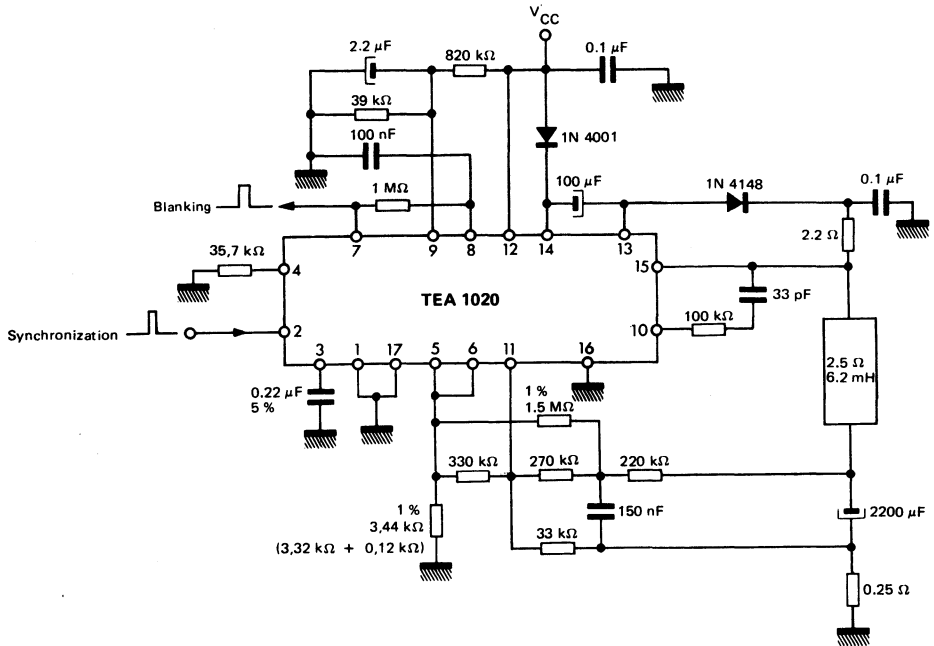 VCC
2.2 µF
820 kΩ
0.1 µF
39 kΩ
100 nF
1N 4001
100 µF
1N 4148
0.1 µF
Blanking
1 MΩ
2.2 Ω
7
9
8
12
14
13
35,7 kΩ
4
15
TEA 1020
33 pF
Synchronization
2
100 kΩ
10
3
1
17
5
6
11
16
2.5 Ω
6.2 mH
0.22 µF
5 %
1 %
1.5 MΩ
330 kΩ
270 kΩ
220 kΩ
1 %
3,44 kΩ
(3,32 kΩ + 0,12 kΩ)
150 nF
2200 µF
33 kΩ
0.25 Ω